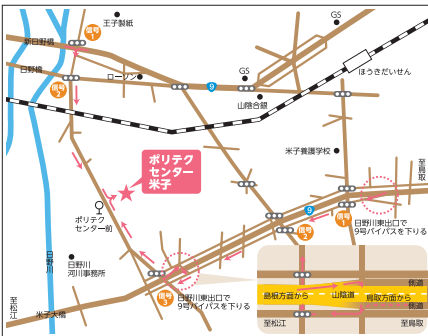 王子製紙
GS
信号
1
新日野橋
日野橋
ローソン
GS
9
ほうきだいせん
信号
2
山陰合銀
米子養護学校
至鳥取
ポリテク
センター
米子
ポリテク
センター前
9
信号
1
日野川東出口で
9号バイパスを下りる
信号
2
日野川
日野川
河川事務所
信号
3
日野川東出口で
9号バイパスを下りる
至松江
米子大橋
側道
島根方面から
山陰道
鳥取方面から
側道
至松江
至鳥取